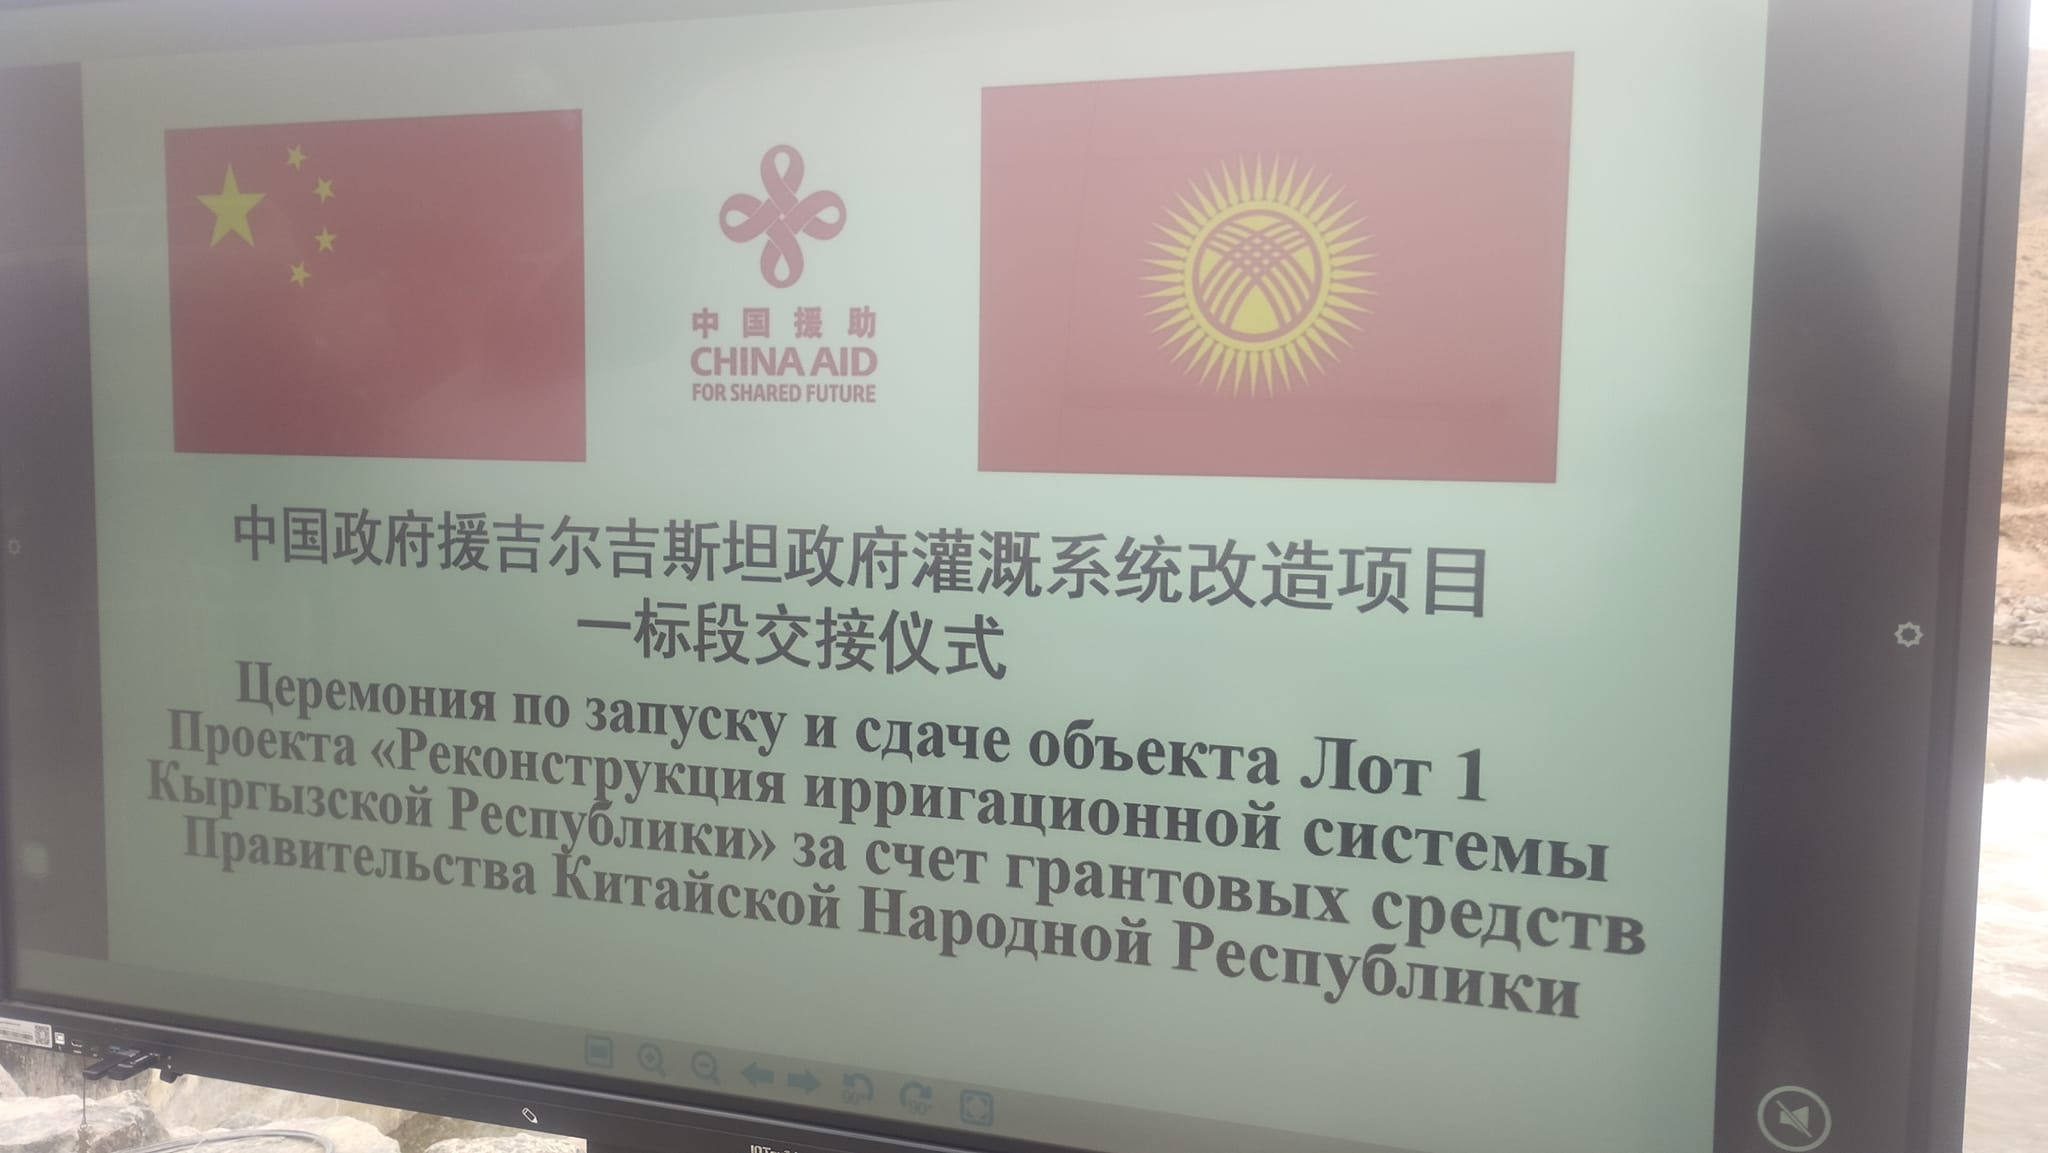 中国援助
CHINA AID
FOR SHARED FUTURE
中国政府援吉尔吉斯坦政府灌溉系统改造项目
一标段交接仪式
Церемония по запуску и сдаче объекта Лот 1
Проекта «Реконструкция ирригационной системы
Кыргызской Республики» за счет грантовых средств
Правительства Китайской Народной Республики
90°
90°